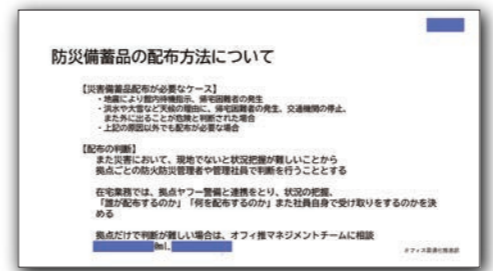 防災備蓄品の配布方法について
【災害備蓄品配布が必要なケース】
・地震により館内待機指示、帰宅困難者の発生
・洪水や大雪など天候の理由に、帰宅困難者の発生、交通機関の停止、
また外に出ることが危険と判断された場合
・上記の原因以外でも配布が必要な場合
【配布の判断】
また災害において、現地でないと状況把握が難しいことから
拠点ごとの防火防災管理者や管理社員で判断を行うこととする
在宅業務では、拠点ヤフー警備と連携をとり、状況の把握、
「誰が配布するのか」「何を配布するのか」また社員自身で受け取りをするのかを決
める
拠点だけで判断が難しい場合は、オフィ推マネジメントチームに相談